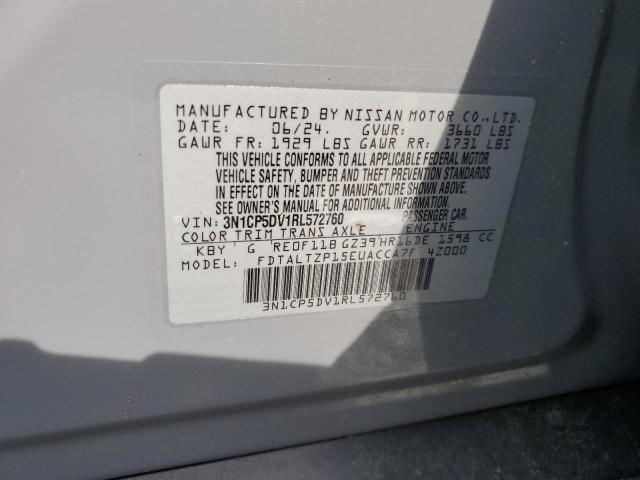 MANUFACTURED BY NISSAN MOTOR CO.,LTD.
DATE: 06/24. GVWR: 3660 LBS
GAWR FR: 1929 LBS GAWR RR: 1731 LBS
THIS VEHICLE CONFORMS TO ALL APPLICABLE FEDERAL MOTOR
VEHICLE SAFETY, BUMPER AND THEFT PREVENTION STANDARDS
IN EFFECT ON THE DATE OF MANUFACTURE SHOWN ABOVE.
SEE OWNER'S MANUAL, ADDITIONAL INFORMATION.
VIN: 3N1CP5DV1RL572760 PASSENGER CAR.
COLOR TRIM TRANS AXLE ENGINE
KBY G RE0F11B GZ39 HR16DE 1598 CC
MODEL: FDTALTZP15EUACCA7F 4Z000
3N1CP5DV1RL572760